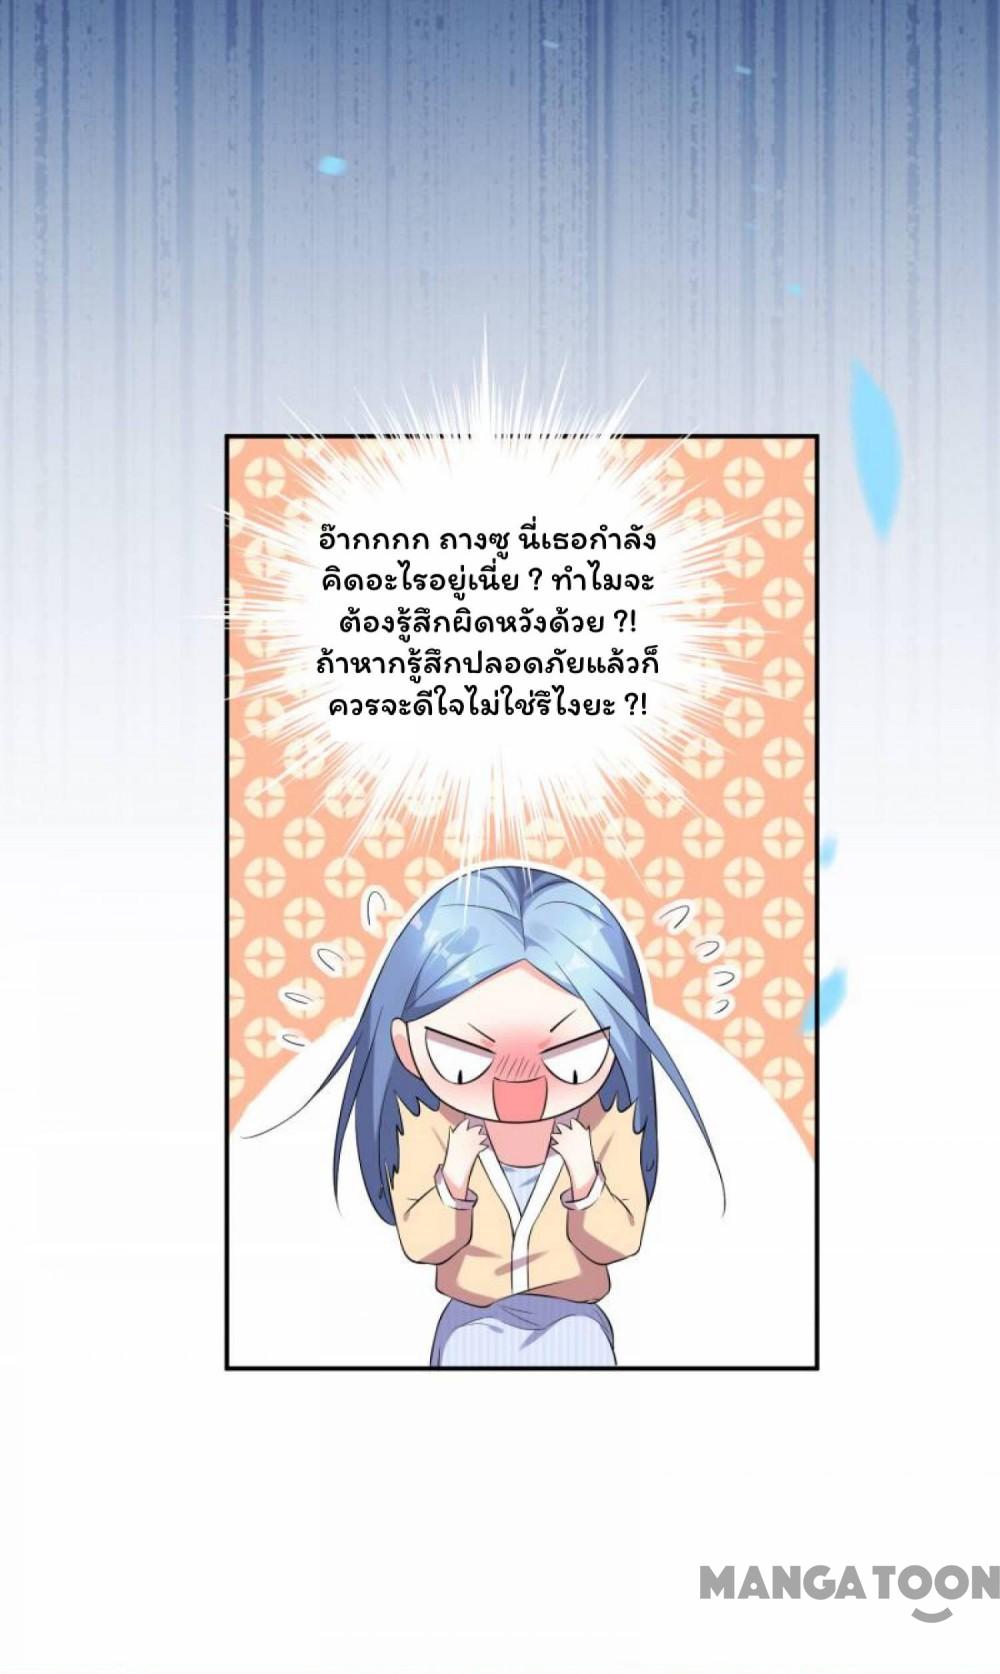 อ๊ากกกก ถางซู นี่เธอกำลัง
คิดอะไรอยู่เนี่ย ? ทำไมจะ
ต้องรู้สึกผิดหวังด้วย ?!
ถ้าหากรู้สึกปลอดภัยแล้วก็
ควรจะดีใจไม่ใช่รึไงยะ ?!
MANGATOON